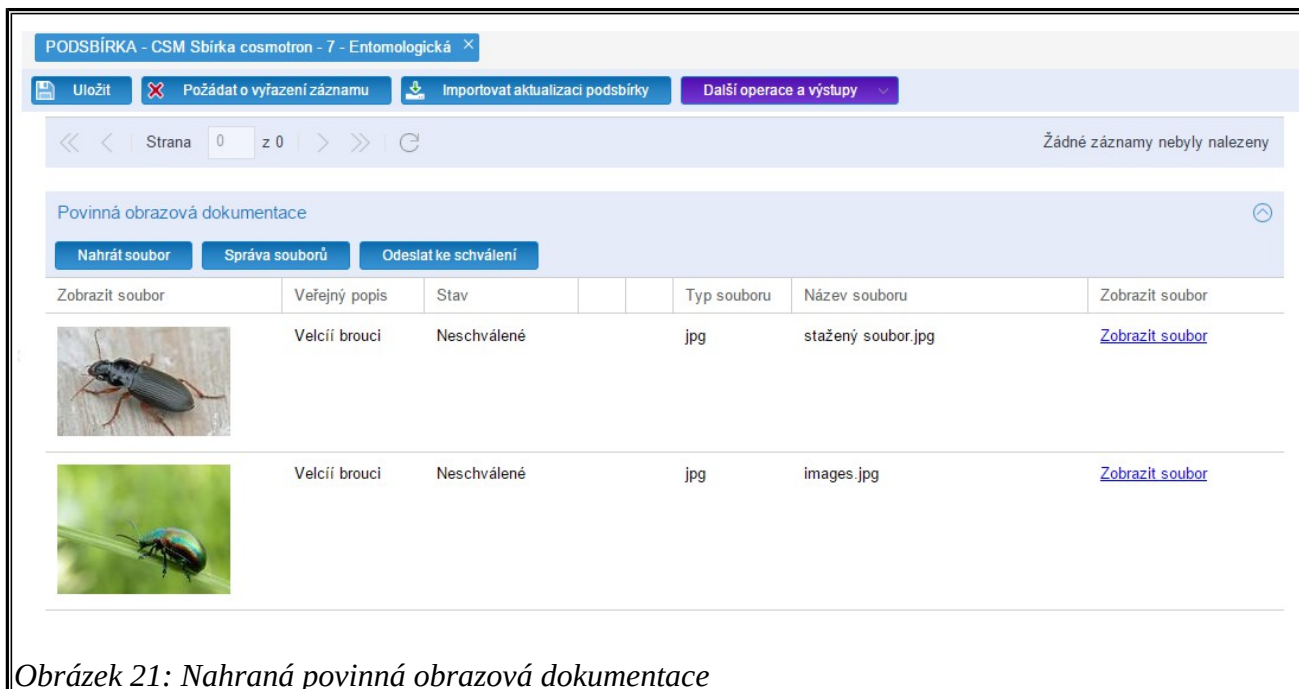 PODSBÍRKA - CSM Sbírka cosmotron - 7 - Entomologická ×
Uložit Požádat o vyřazení záznamu Importovat aktualizaci podsbírky Další operace a výstupy
Strana 0 z 0 Žádné záznamy nebyly nalezeny
Povinná obrazová dokumentace
Nahrát soubor Správa souborů Odeslat ke schválení
Zobrazit soubor Veřejný popis Stav Typ souboru Název souboru Zobrazit soubor
Velcíí brouci Neschválené jpg stažený soubor.jpg Zobrazit soubor
Velcíí brouci Neschválené jpg images.jpg Zobrazit soubor
Obrázek 21: Nahraná povinná obrazová dokumentace